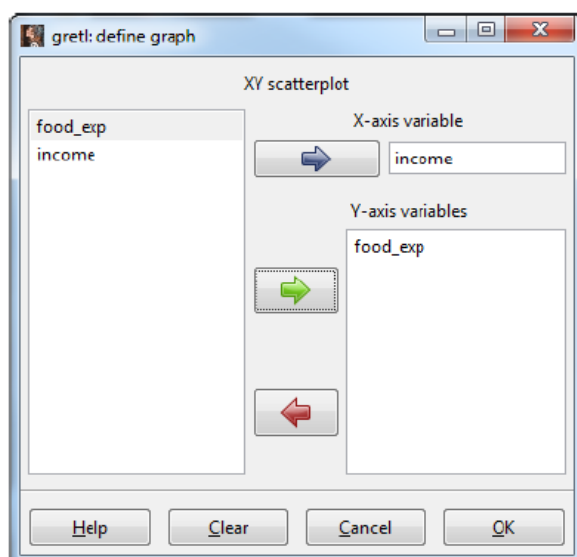 gretl: define graph
XY scatterplot
food_exp
income
X-axis variable
income
Y-axis variables
food_exp
Help
Clear
Cancel
OK